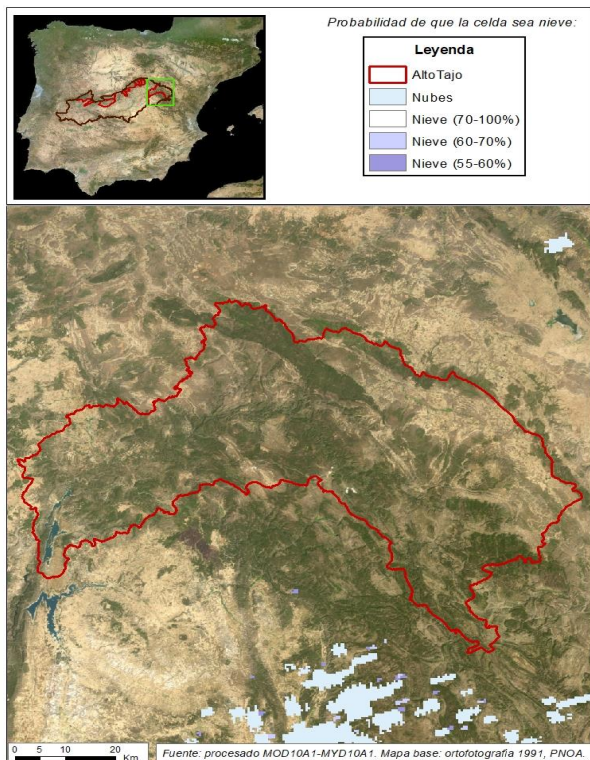 Probabilidad de que la celda sea nieve:
Leyenda
AltoTajo
Nubes
Nieve (70-100%)
Nieve (60-70%)
Nieve (55-60%)
0 5 10 20
Km
Fuente: procesado MOD10A1-MYD10A1. Mapa base: ortofotografía 1991, PNOA.